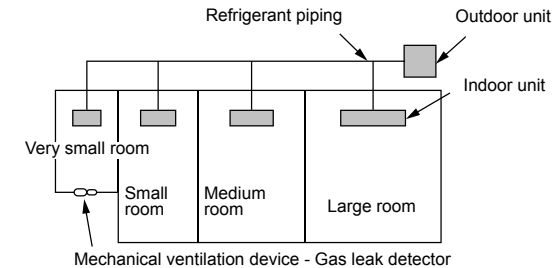 Refrigerant piping
Outdoor unit
Indoor unit
Very small room
Small
room
Medium
room
Large room
Mechanical ventilation device - Gas leak detector